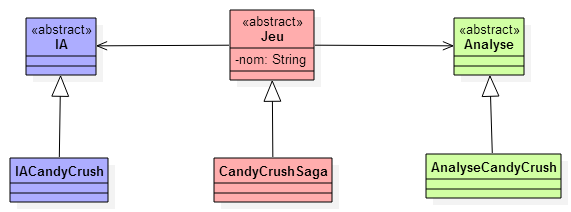 «abstract»
IA
«abstract»
Jeu
-nom: String
«abstract»
Analyse
IACandyCrush
CandyCrushSaga
AnalyseCandyCrush